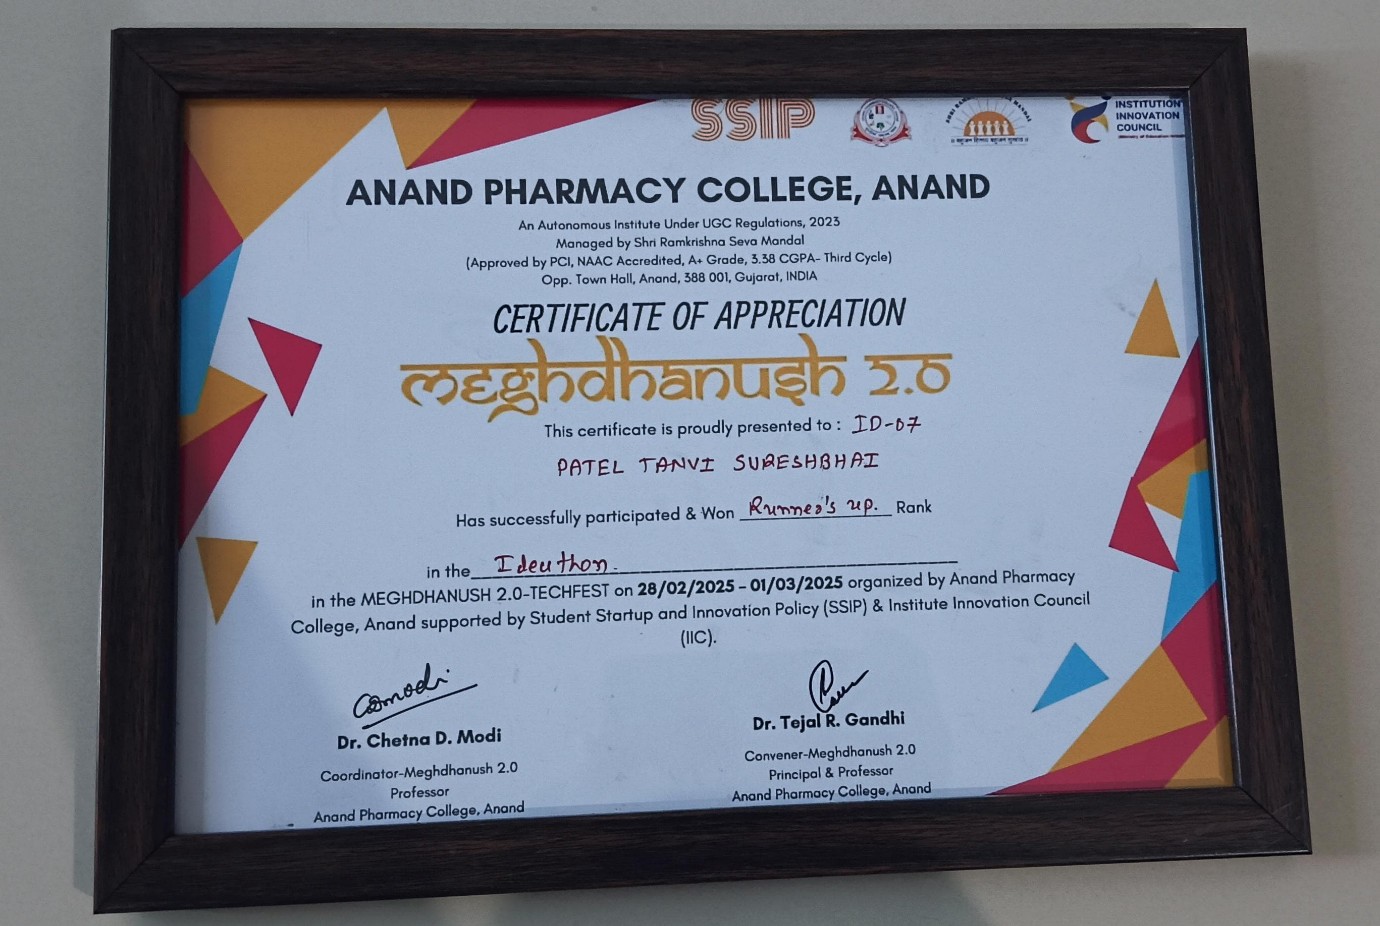 SSIP
INSTITUTION
INNOVATION
COUNCIL
ANAND PHARMACY COLLEGE, ANAND
An Autonomous Institute Under UGC Regulations, 2023
Managed by Shri Ramkrishna Seva Mandal
(Approved by PCI, NAAC Accredited, A+ Grade, 3.38 CGPA- Third Cycle)
Opp. Town Hall, Anand, 388 001, Gujarat, INDIA
CERTIFICATE OF APPRECIATION
meghdhanush 2.0
This certificate is proudly presented to : ID-07
PATEL TANVI SURESHBHAI
Has successfully participated & Won Runner's up. Rank
in the Ideuthon.
in the MEGHDHANUSH 2.0-TECHFEST on 28/02/2025 - 01/03/2025 organized by Anand Pharmacy
College, Anand supported by Student Startup and Innovation Policy (SSIP) & Institute Innovation Council
(IIC).
Dr. Chetna D. Modi
Coordinator-Meghdhanush 2.0
Professor
Anand Pharmacy College, Anand
Dr. Tejal R. Gandhi
Convener-Meghdhanush 2.0
Principal & Professor
Anand Pharmacy College, Anand